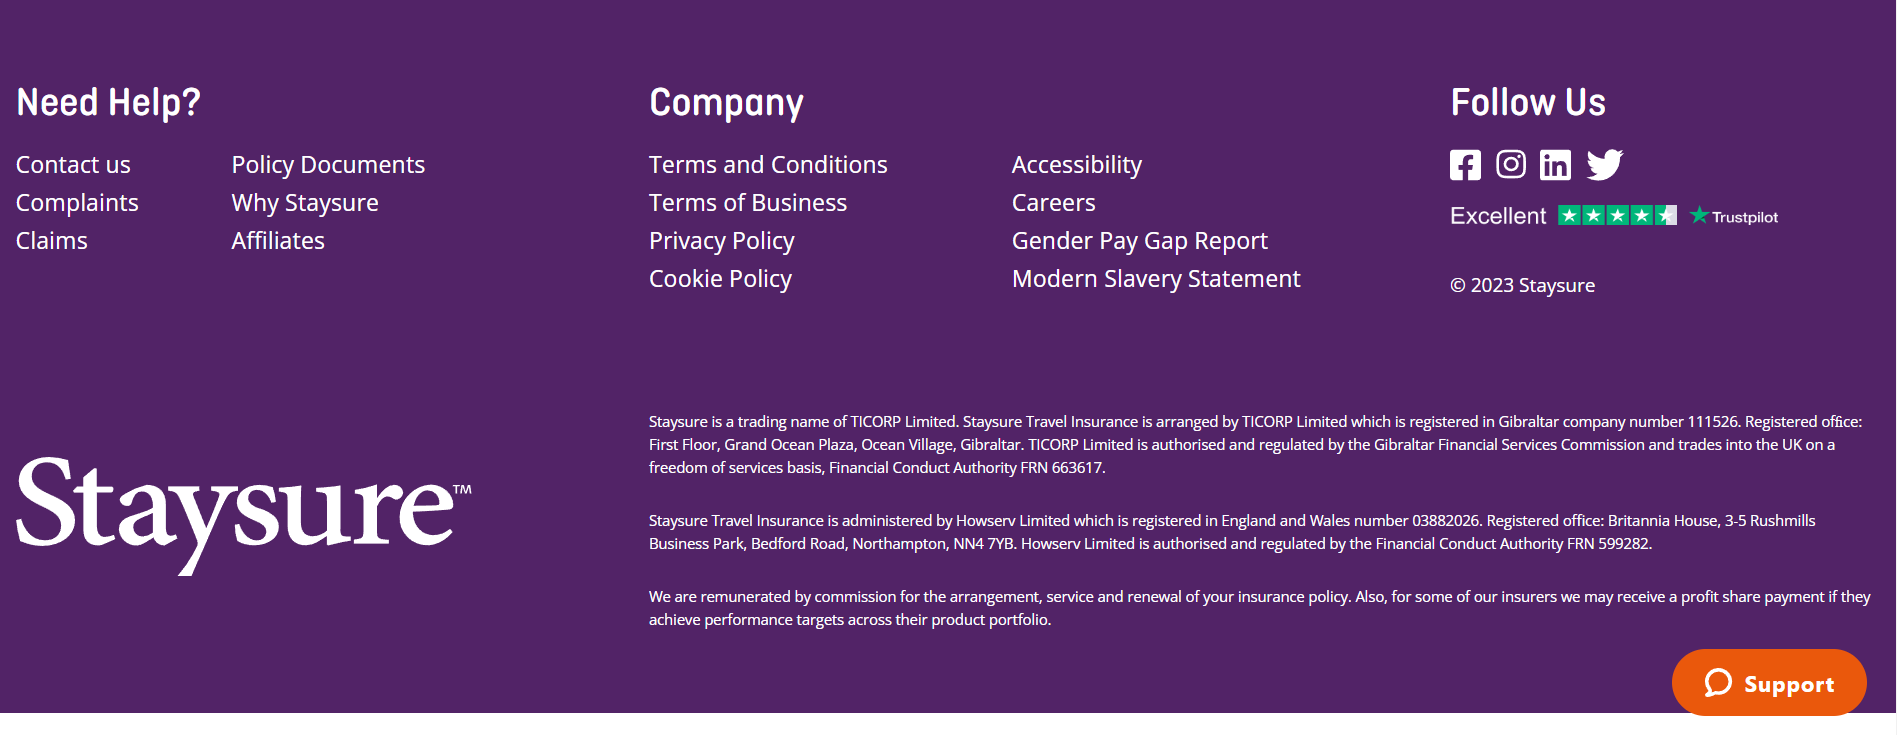 Need Help?
Contact us
Complaints
Claims
Policy Documents
Why Staysure
Affiliates
Company
Terms and Conditions
Terms of Business
Privacy Policy
Cookie Policy
Accessibility
Careers
Gender Pay Gap Report
Modern Slavery Statement
Follow Us
Excellent Trustpilot
© 2023 Staysure
Staysure™
Staysure is a trading name of TICORP Limited. Staysure Travel Insurance is arranged by TICORP Limited which is registered in Gibraltar company number 111526. Registered office:
First Floor, Grand Ocean Plaza, Ocean Village, Gibraltar. TICORP Limited is authorised and regulated by the Gibraltar Financial Services Commission and trades into the UK on a
freedom of services basis, Financial Conduct Authority FRN 663617.
Staysure Travel Insurance is administered by Howserv Limited which is registered in England and Wales number 03882026. Registered office: Britannia House, 3-5 Rushmills
Business Park, Bedford Road, Northampton, NN4 7YB. Howserv Limited is authorised and regulated by the Financial Conduct Authority FRN 599282.
We are remunerated by commission for the arrangement, service and renewal of your insurance policy. Also, for some of our insurers we may receive a profit share payment if they
achieve performance targets across their product portfolio.
Support